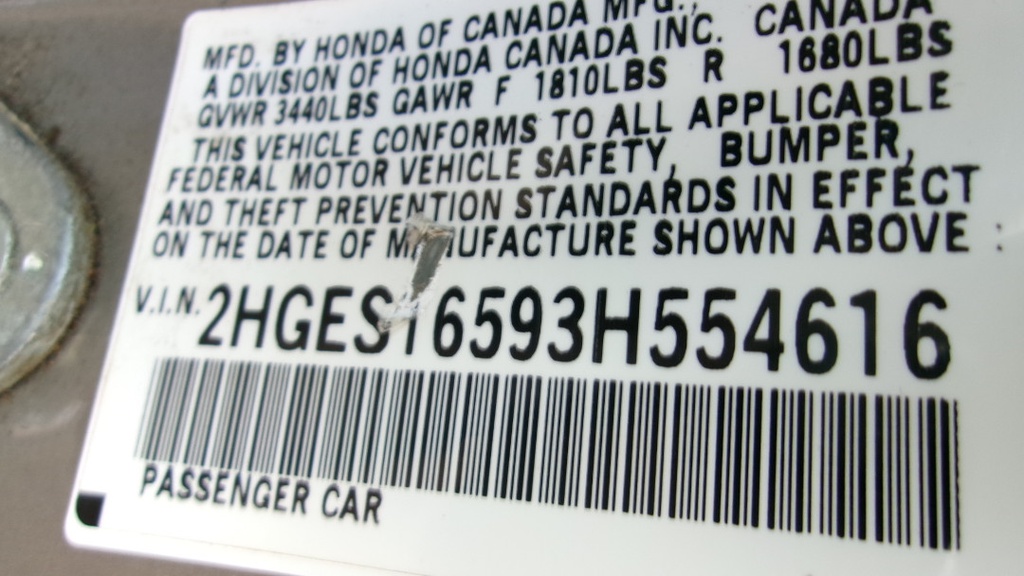 MFD. BY HONDA OF CANADA MFG., CANADA
A DIVISION OF HONDA CANADA INC.
GVWR 3440LBS GAWR F 1810LBS R 1680LBS
THIS VEHICLE CONFORMS TO ALL APPLICABLE
FEDERAL MOTOR VEHICLE SAFETY, BUMPER,
AND THEFT PREVENTION STANDARDS IN EFFECT
ON THE DATE OF MANUFACTURE SHOWN ABOVE :
V.I.N. 2HGES16593H554616
PASSENGER CAR